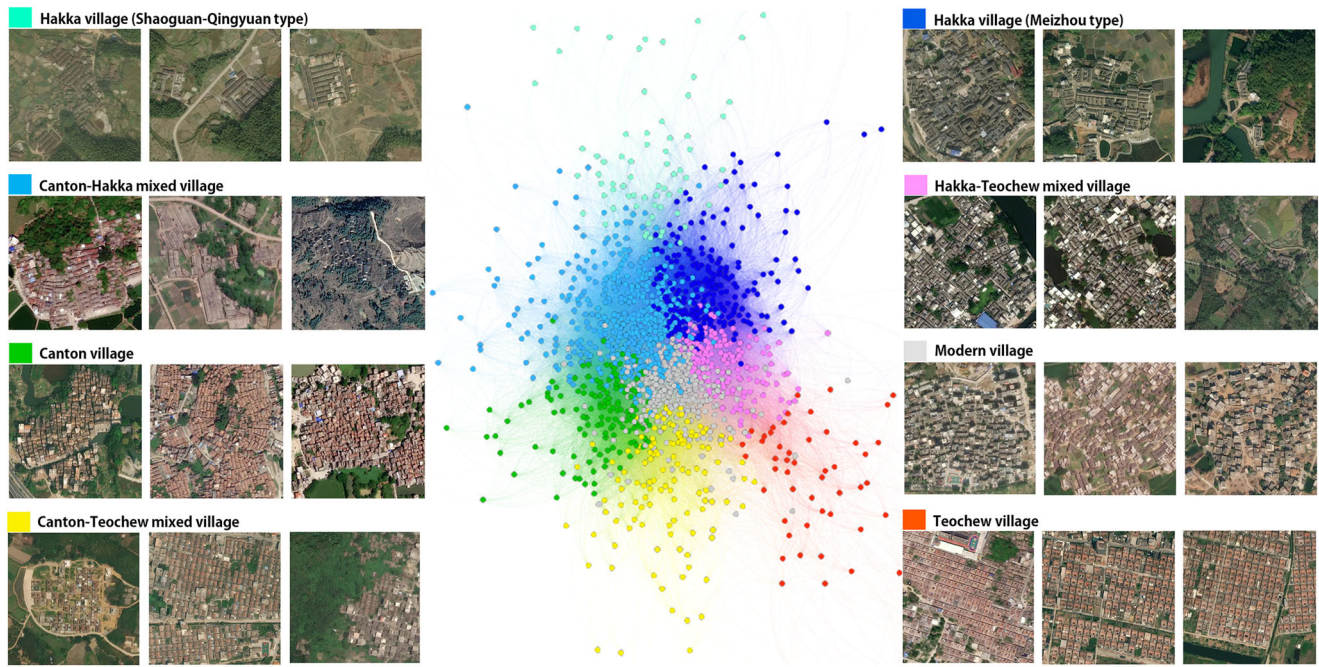 Hakka village (Shaoguan-Qingyuan type)
Canton-Hakka mixed village
Canton village
Canton-Teochew mixed village
Hakka village (Meizhou type)
Hakka-Teochew mixed village
Modern village
Teochew village